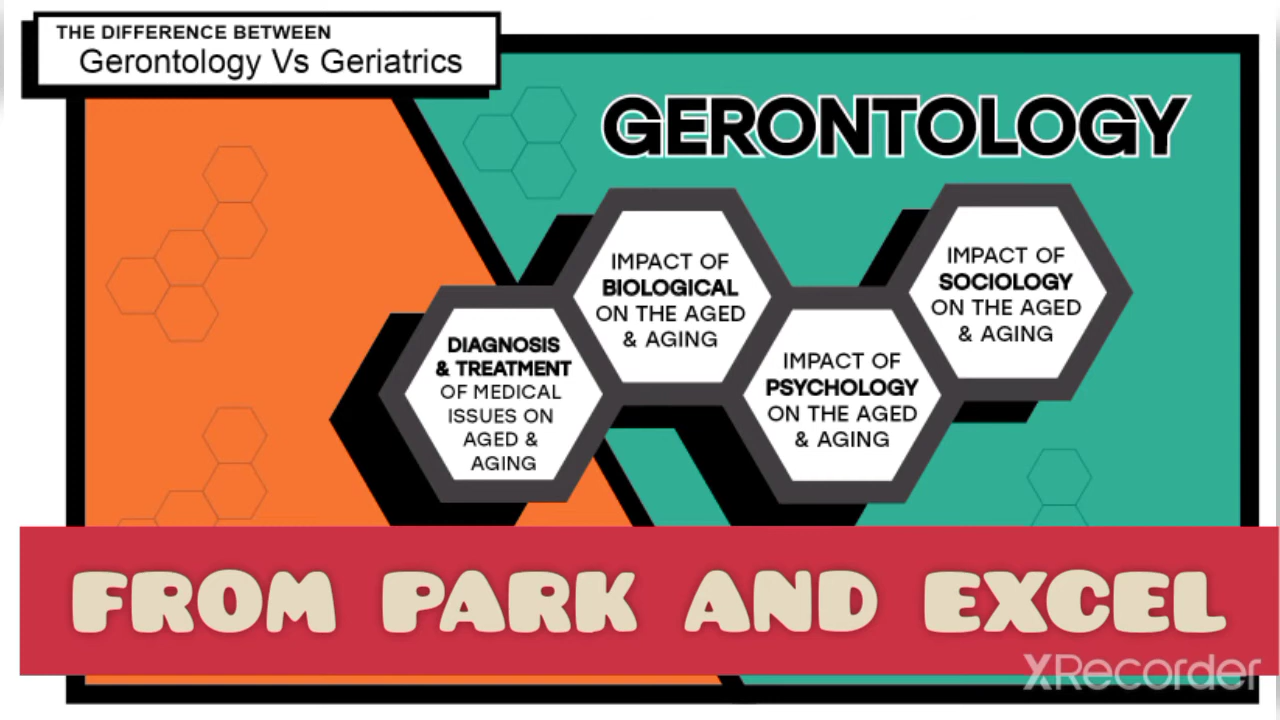 THE DIFFERENCE BETWEEN
Gerontology Vs Geriatrics
GERONTOLOGY
DIAGNOSIS
& TREATMENT
OF MEDICAL
ISSUES ON
AGED &
AGING
IMPACT OF
BIOLOGICAL
ON THE AGED
& AGING
IMPACT OF
PSYCHOLOGY
ON THE AGED
& AGING
IMPACT OF
SOCIOLOGY
ON THE AGED
& AGING
FROM PARK AND EXCEL
XRecorder